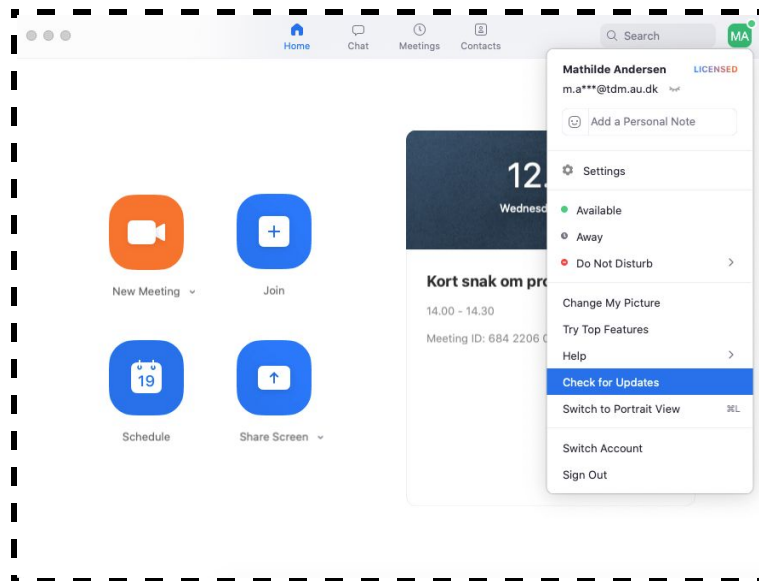 Home
Chat
Meetings
Contacts
Search
MA
Mathilde Andersen LICENSED
m.a***@tdm.au.dk
Add a Personal Note
Settings
Available
Away
Do Not Disturb
Change My Picture
Try Top Features
Help
Check for Updates
Switch to Portrait View ⌘L
Switch Account
Sign Out
12.
Wednesd
Kort snak om pro
14.00 - 14.30
Meeting ID: 684 2206
New Meeting
Join
19
Schedule
Share Screen